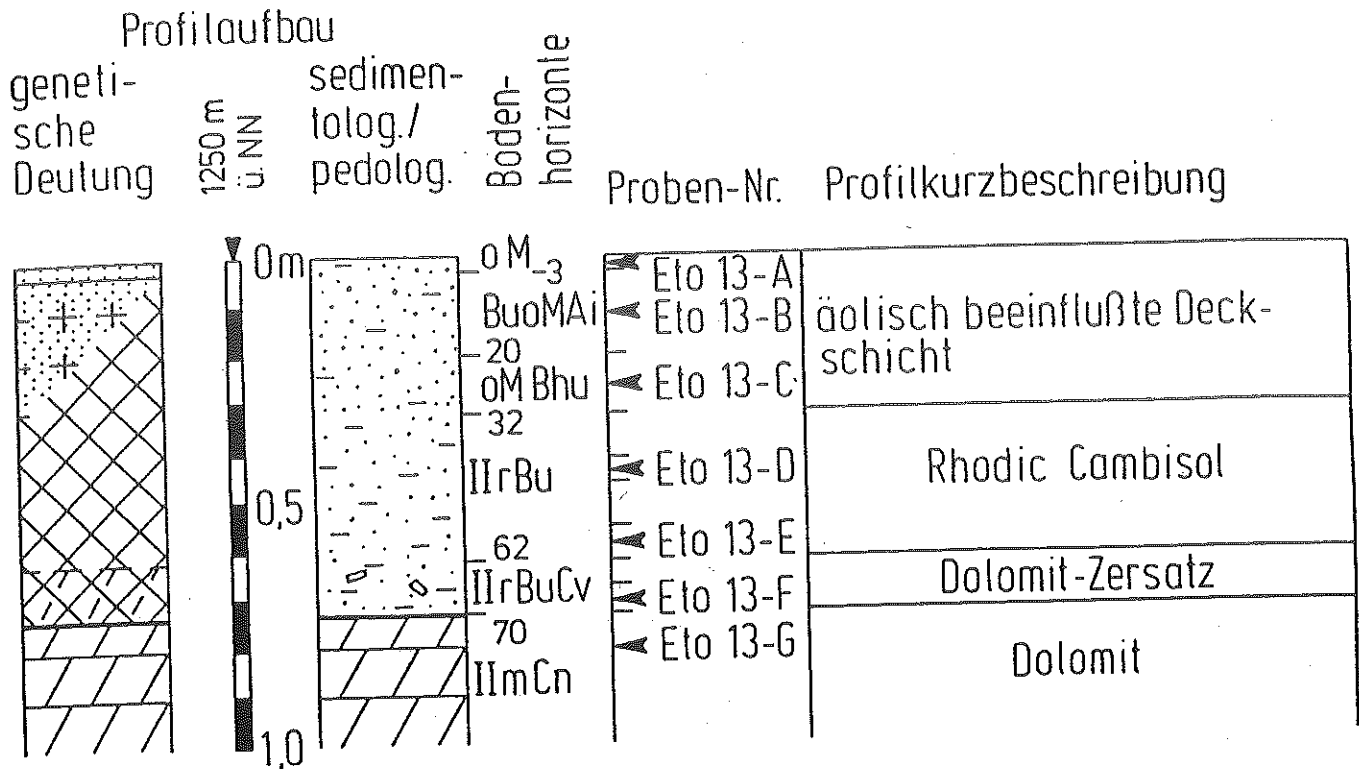 Profilaufbau
geneti-
sche
Deutung
1250 m
ü. NN
sedimen-
tolog./
pedolog.
Boden-
horizonte
Proben-Nr.
Profilkurzbeschreibung
0m
0,5
1,0
oM
3
BuoMAi
20
oMBhu
32
IIrBu
62
IIrBuCv
70
IImCn
Eto 13-A
Eto 13-B
Eto 13-C
Eto 13-D
Eto 13-E
Eto 13-F
Eto 13-G
äolisch beeinflußte Deck-
schicht
Rhodic Cambisol
Dolomit-Zersatz
Dolomit